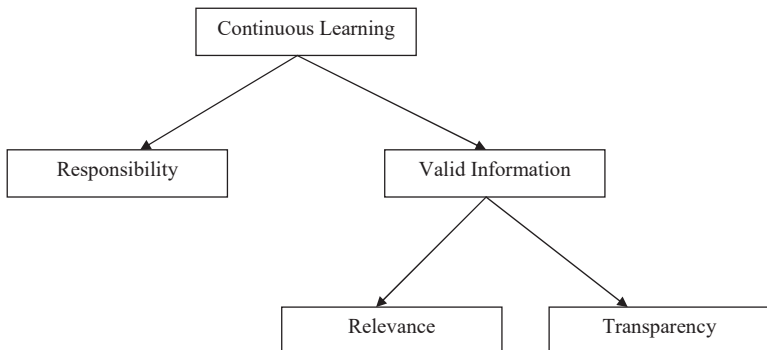 Continuous Learning
Responsibility
Valid Information
Relevance
Transparency